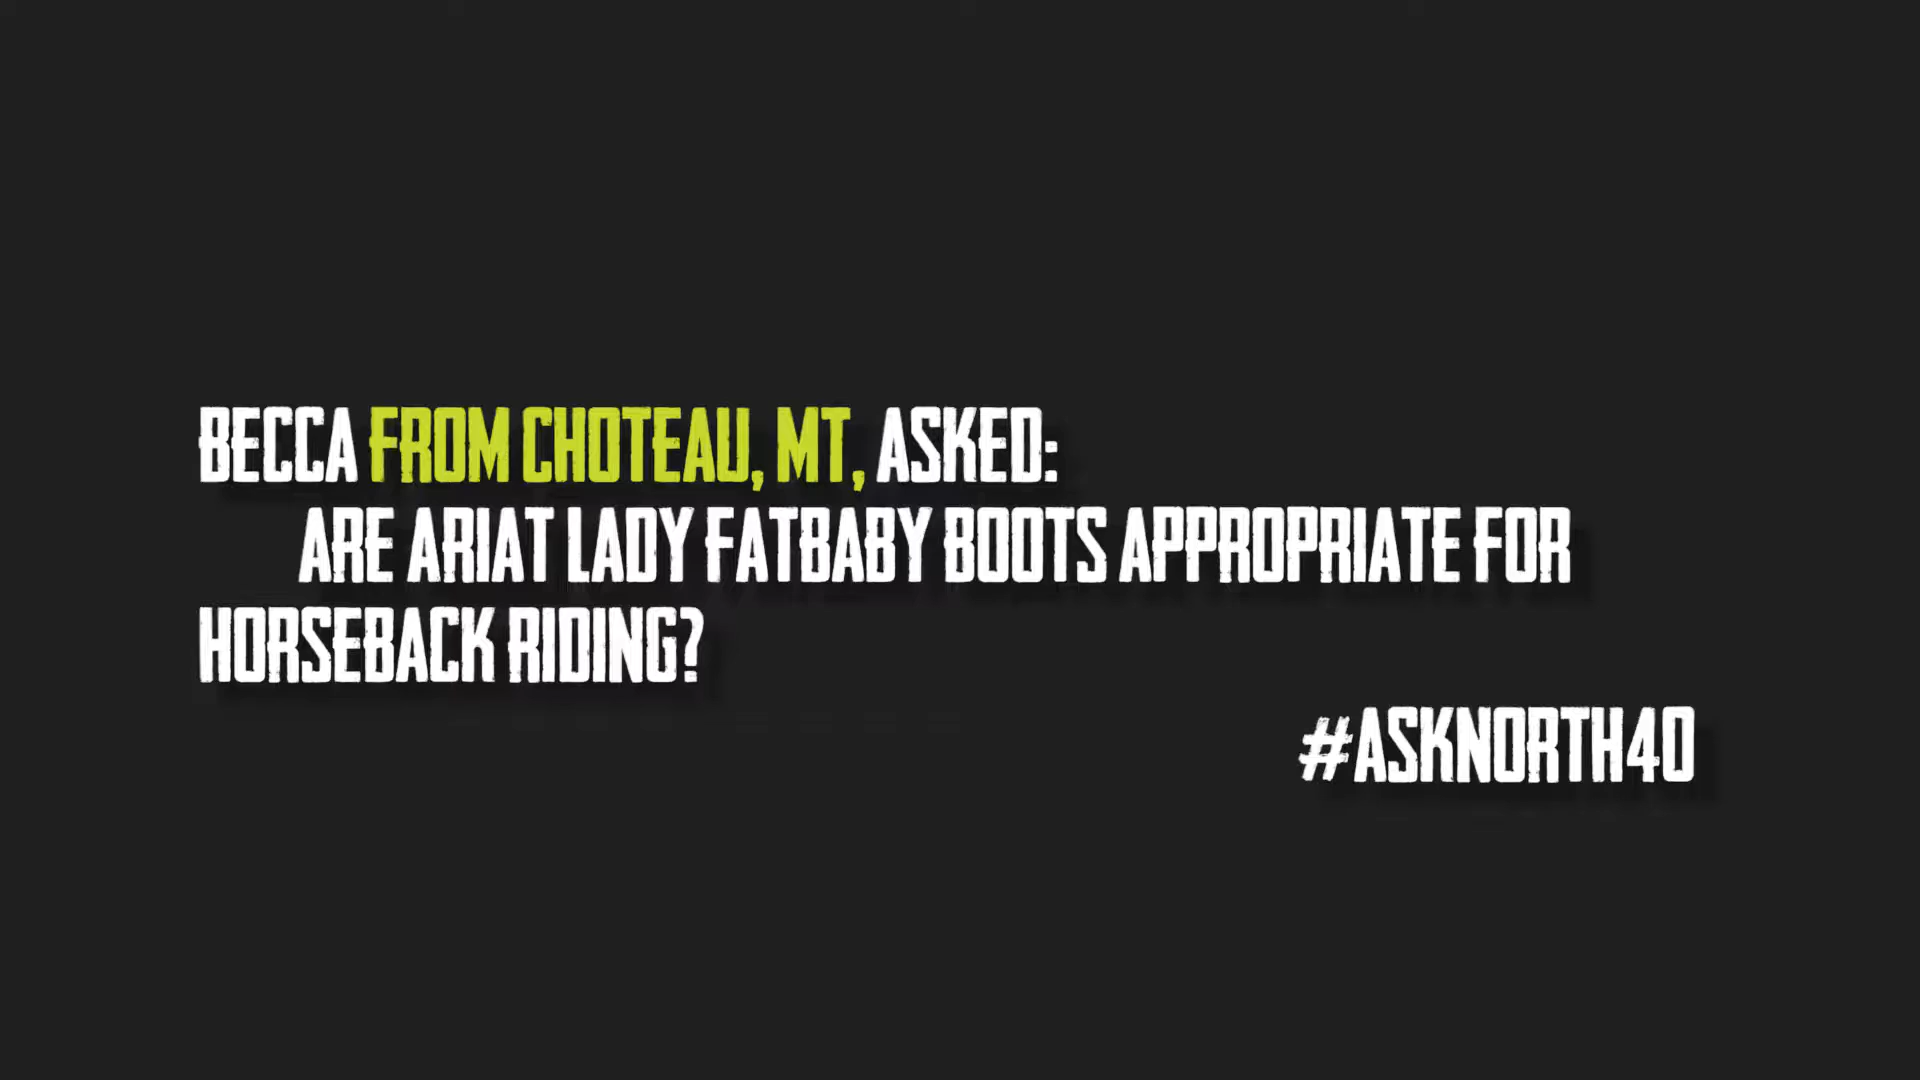 BECCA FROM CHOTEAU, MT, ASKED:
ARE ARIAT LADY FATBABY BOOTS APPROPRIATE FOR
HORSEBACK RIDING?
#ASKNORTH40